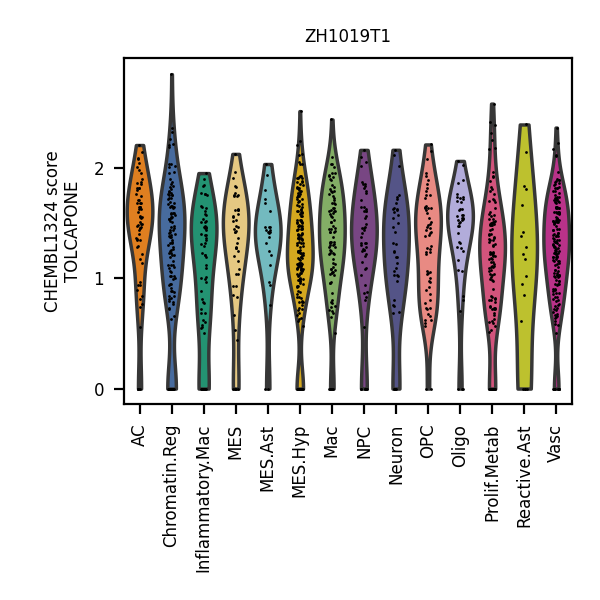 ZH1019T1
CHEMBL1324 score
TOLCAPONE
2
1
0
AC
Chromatin.Reg
Inflammatory.Mac
MES
MES.Ast
MES.Hyp
Mac
NPC
Neuron
OPC
Oligo
Prolif.Metab
Reactive.Ast
Vasc